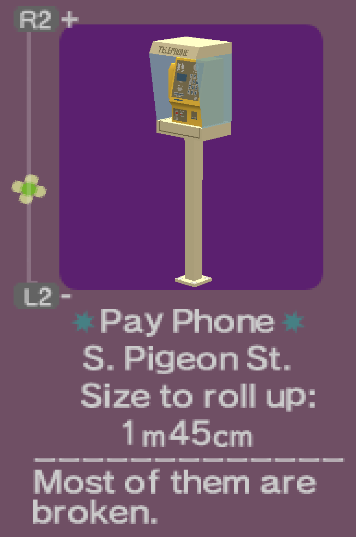 R2 +
TELEPHONE
L2 -
Pay Phone
S. Pigeon St.
Size to roll up:
1m45cm
Most of them are
broken.